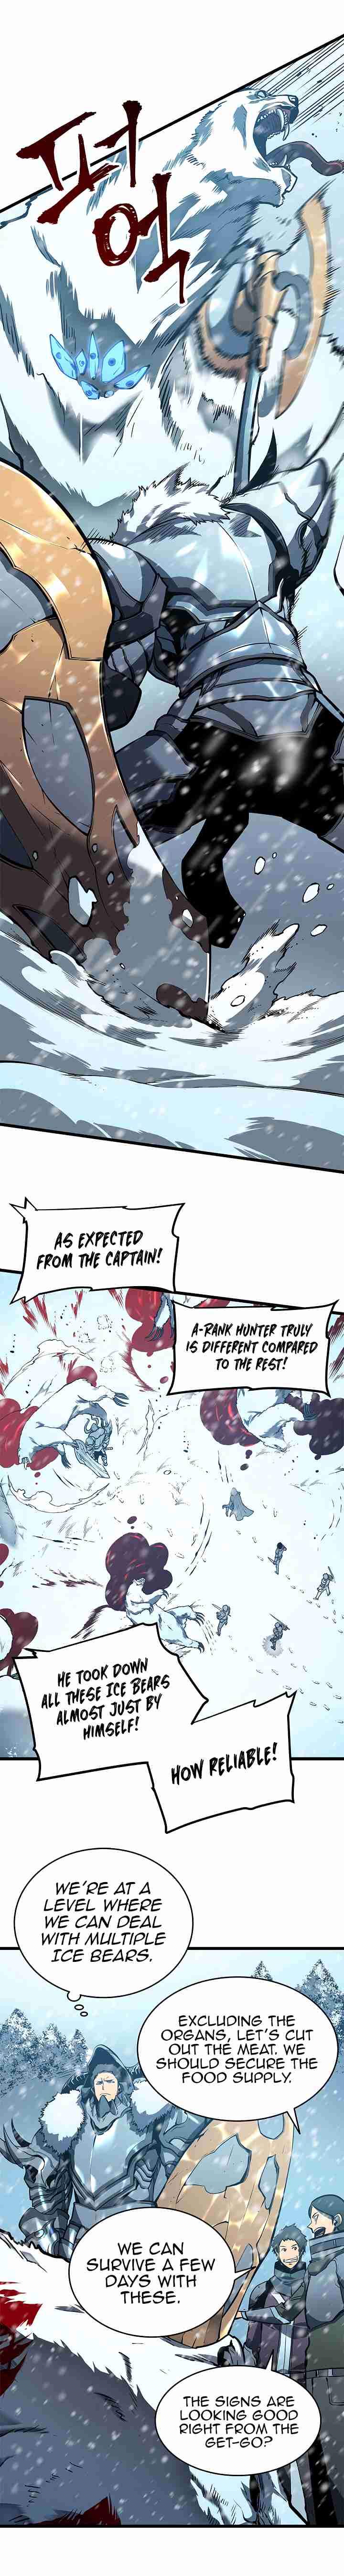 퍼
억
AS EXPECTED
FROM THE CAPTAIN!
A-RANK HUNTER TRULY
IS DIFFERENT COMPARED
TO THE REST!
HE TOOK DOWN
ALL THESE ICE BEARS
ALMOST JUST BY
HIMSELF!
HOW RELIABLE!
WE'RE AT A
LEVEL WHERE
WE CAN DEAL
WITH MULTIPLE
ICE BEARS.
EXCLUDING THE
ORGANS, LET'S CUT
OUT THE MEAT. WE
SHOULD SECURE THE
FOOD SUPPLY.
WE CAN
SURVIVE A FEW
DAYS WITH
THESE.
THE SIGNS ARE
LOOKING GOOD
RIGHT FROM THE
GET-GO?